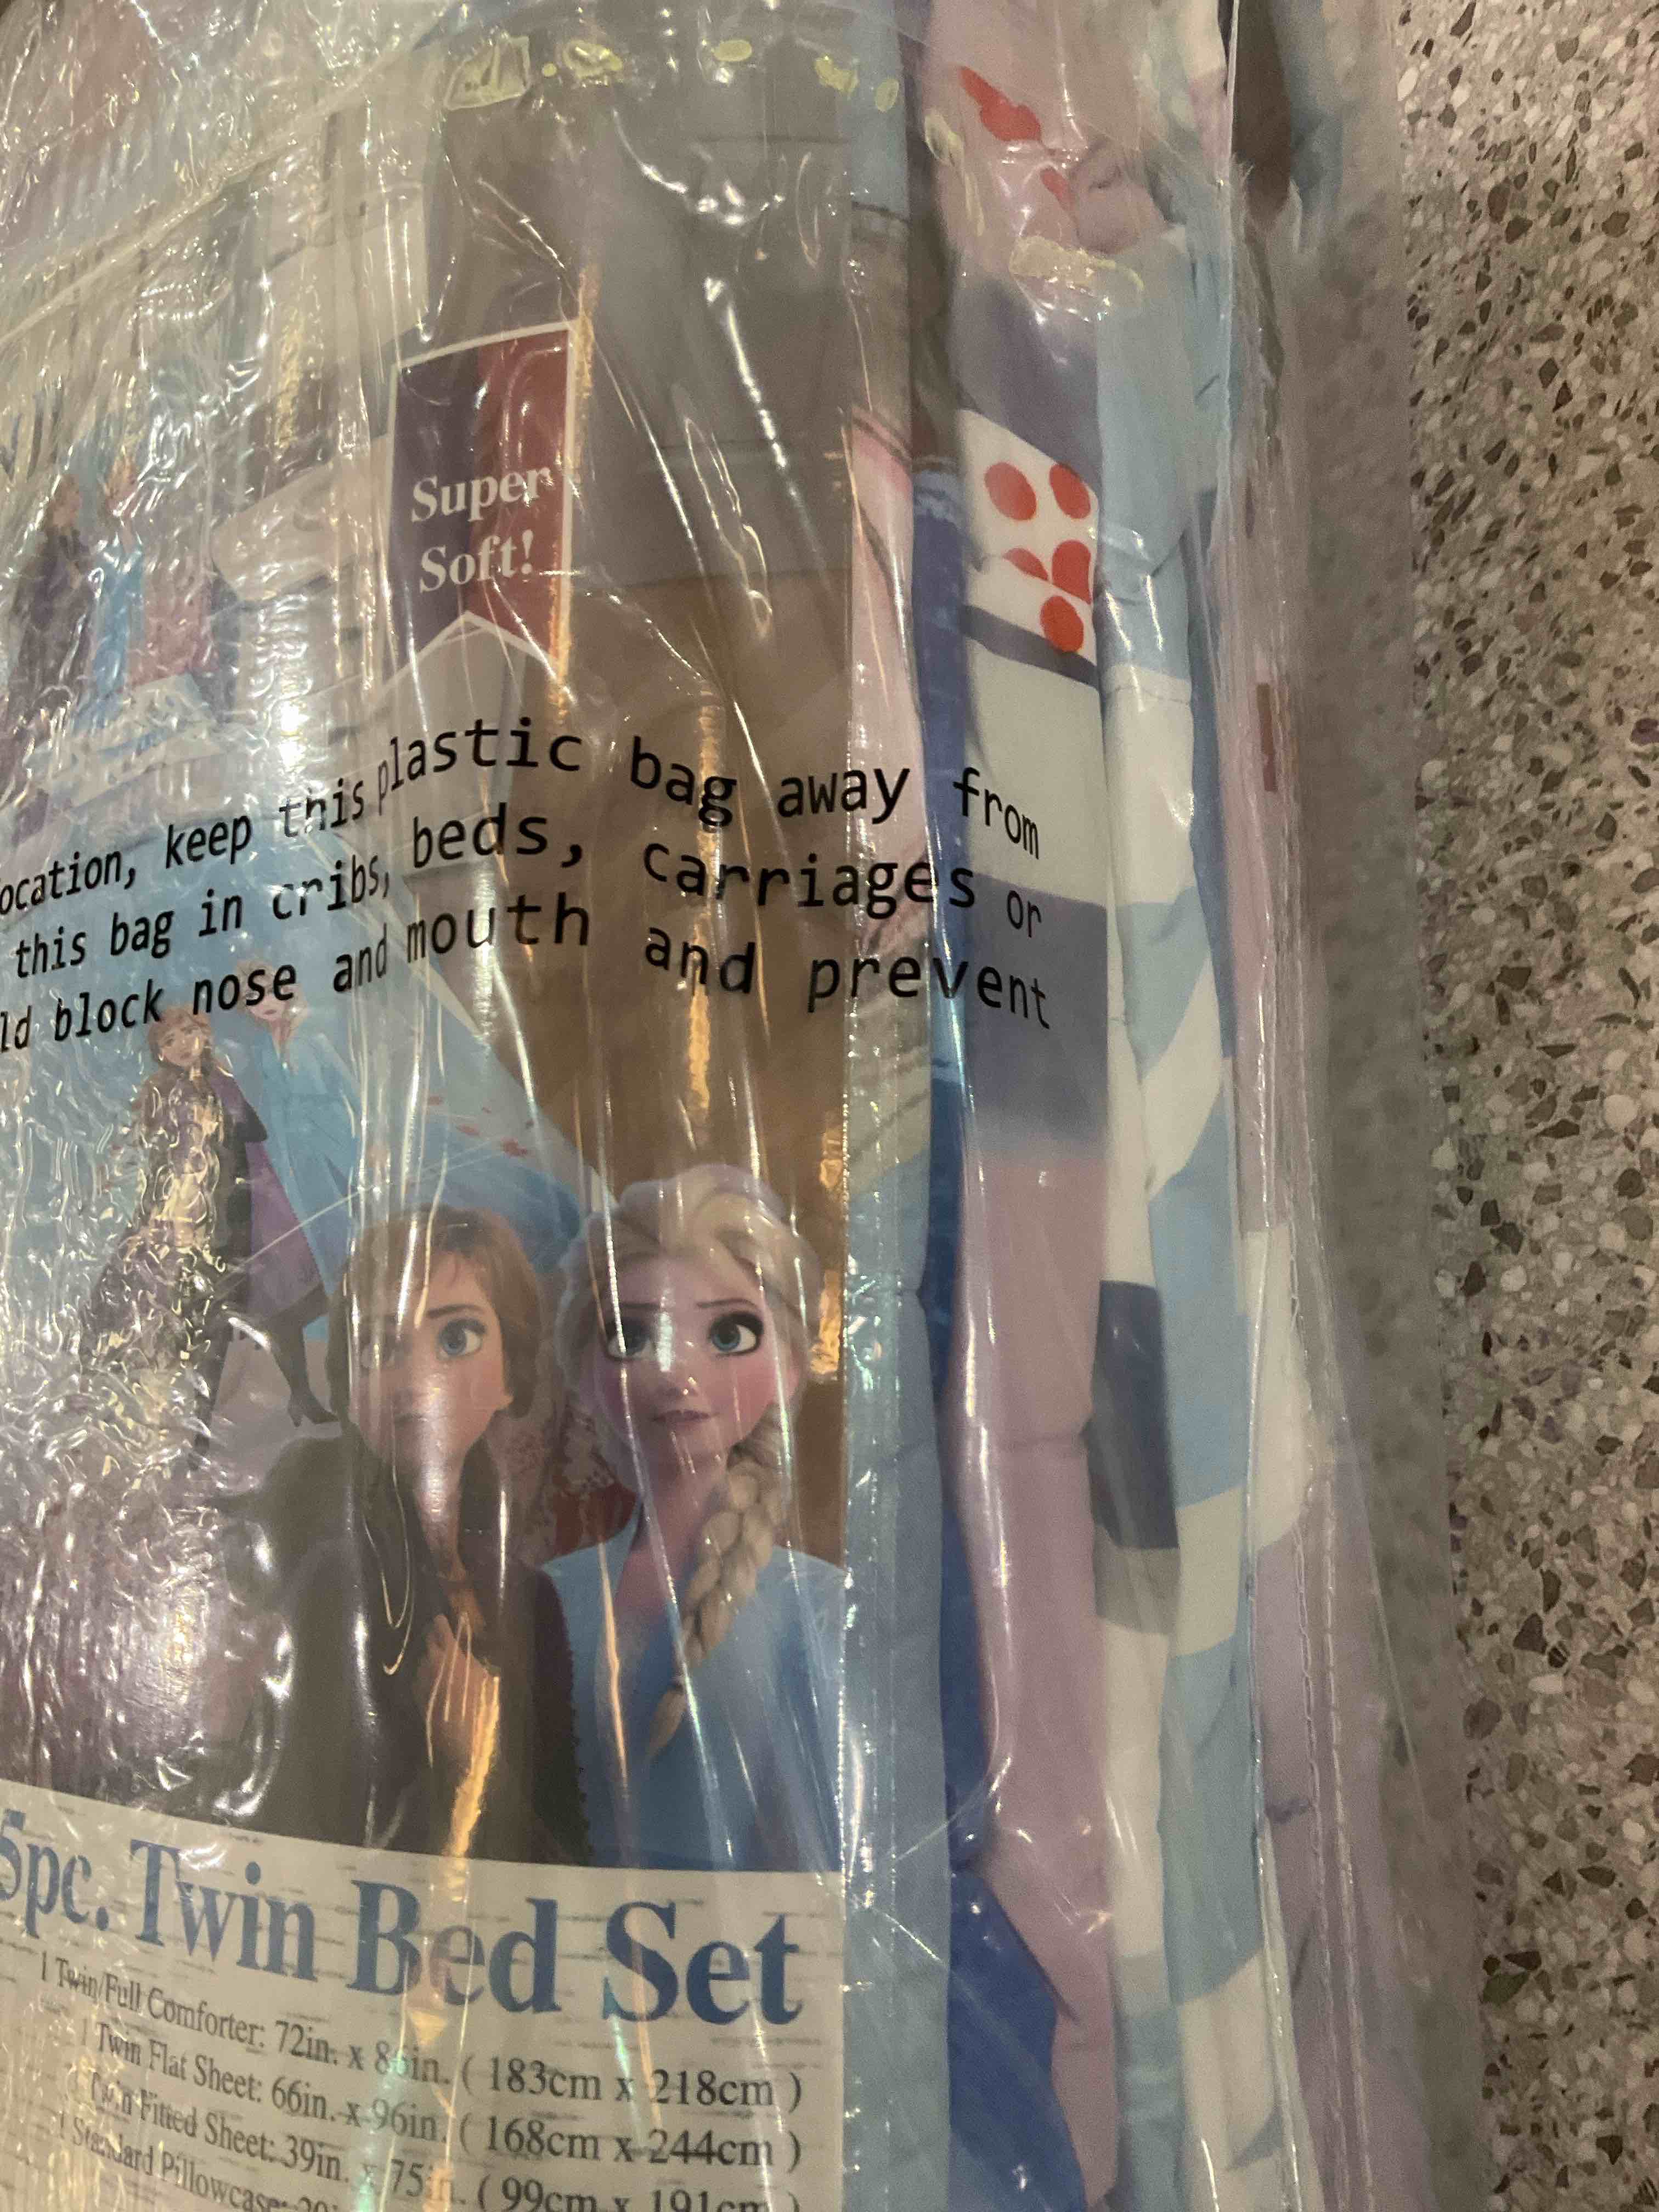 Super
Soft!
ocation, keep this plastic bag away from
this bag in cribs, beds, carriages or
ld block nose and mouth and prevent
5pc. Twin Bed Set
1 Twin/Full Comforter: 72in. x 86in. ( 183cm x 218cm )
1 Twin Flat Sheet: 66in. x 96in. ( 168cm x 244cm )
1 Twin Fitted Sheet: 39in. x 75in. ( 99cm x 191cm )
1 Standard Pillowcase: